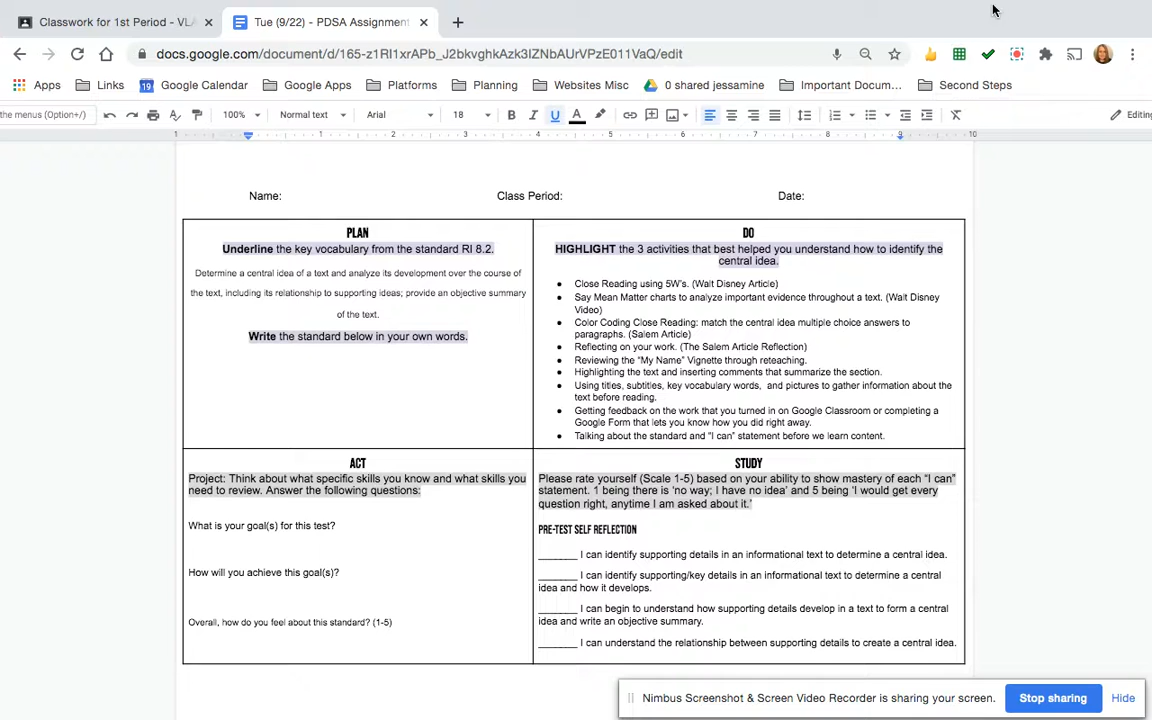 Classwork for 1st Period - VLA
Tue (9/22) - PDSA Assignment
docs.google.com/document/d/165-z1RI1xrAPb_J2bkvghkAzk3IZNbAUrVPzE011VaQ/edit
Apps Links Google Calendar Google Apps Platforms Planning Websites Misc 0 shared jessamine Important Docum... Second Steps
the menus (Option+/) 100% Normal text Arial 18 B I U A Editing
1 1 2 3 4 5 6 7 8 9 10
Name: Class Period: Date:
PLAN
Underline the key vocabulary from the standard RI 8.2.
Determine a central idea of a text and analyze its development over the course of
the text, including its relationship to supporting ideas; provide an objective summary
of the text.
Write the standard below in your own words.
DO
HIGHLIGHT the 3 activities that best helped you understand how to identify the
central idea.
● Close Reading using 5W's. (Walt Disney Article)
● Say Mean Matter charts to analyze important evidence throughout a text. (Walt Disney
Video)
● Color Coding Close Reading: match the central idea multiple choice answers to
paragraphs. (Salem Article)
● Reflecting on your work. (The Salem Article Reflection)
● Reviewing the "My Name" Vignette through reteaching.
● Highlighting the text and inserting comments that summarize the section.
● Using titles, subtitles, key vocabulary words, and pictures to gather information about the
text before reading.
● Getting feedback on the work that you turned in on Google Classroom or completing a
Google Form that lets you know how you did right away.
● Talking about the standard and "I can" statement before we learn content.
ACT
Project: Think about what specific skills you know and what skills you
need to review. Answer the following questions:
What is your goal(s) for this test?
How will you achieve this goal(s)?
Overall, how do you feel about this standard? (1-5)
STUDY
Please rate yourself (Scale 1-5) based on your ability to show mastery of each "I can"
statement. 1 being there is 'no way; I have no idea' and 5 being 'I would get every
question right, anytime I am asked about it.'
PRE-TEST SELF REFLECTION
_______ I can identify supporting details in an informational text to determine a central idea.
_______ I can identify supporting/key details in an informational text to determine a central
idea and how it develops.
_______ I can begin to understand how supporting details develop in a text to form a central
idea and write an objective summary.
_______ I can understand the relationship between supporting details to create a central idea.
Nimbus Screenshot & Screen Video Recorder is sharing your screen. Stop sharing Hide